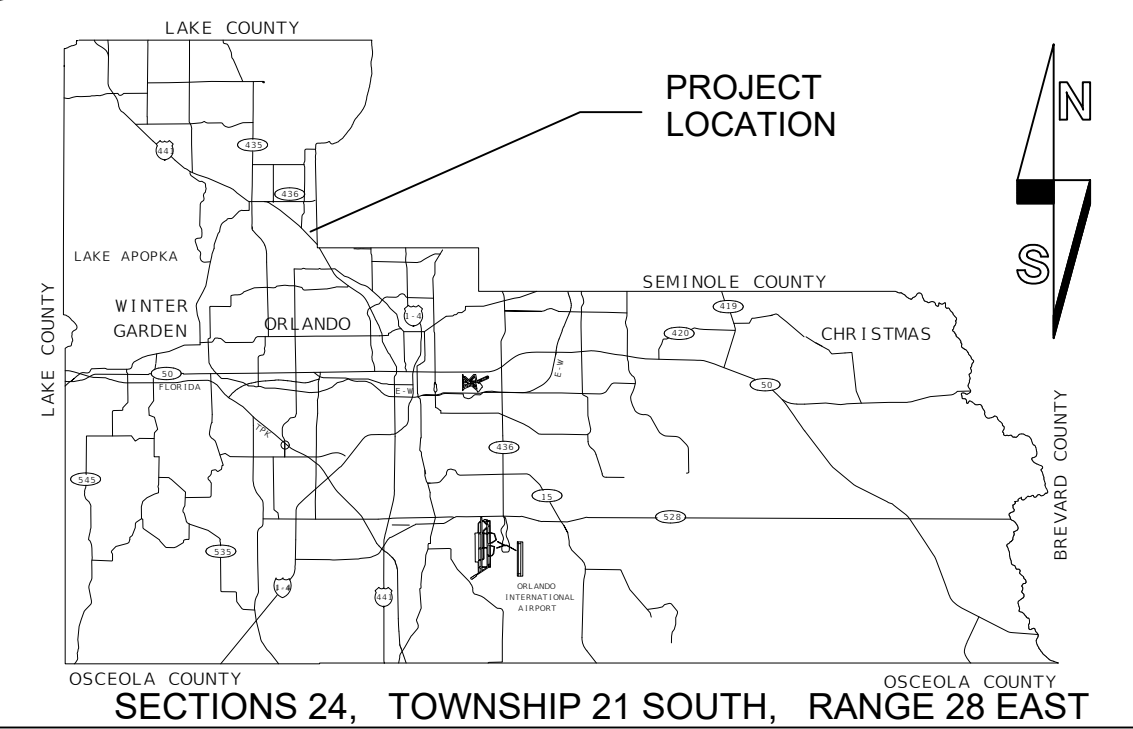 LAKE COUNTY
PROJECT
LOCATION
N
S
441
435
436
LAKE APOPKA
SEMINOLE COUNTY
WINTER
GARDEN
ORLANDO
I-4
419
420
CHRISTMAS
LAKE COUNTY
50
FLORIDA
E-W
E-W
50
TPK
436
545
15
528
BREVARD COUNTY
535
I-4
441
ORLANDO
INTERNATIONAL
AIRPORT
OSCEOLA COUNTY
OSCEOLA COUNTY
SECTIONS 24, TOWNSHIP 21 SOUTH, RANGE 28 EAST